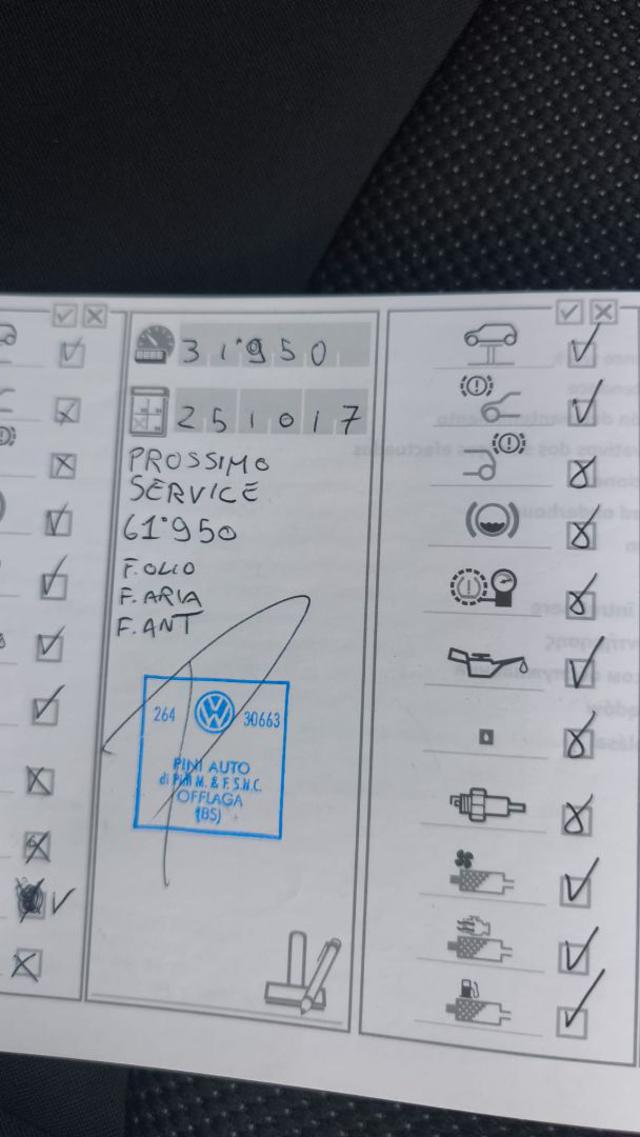 31.950
251017
PROSSIMO
SERVICE
61.950
F.OLIO
F.ARIA
F.ANT
264 30663
PINI AUTO
di Pini M. & F. S.N.C.
OFFLAGA
(BS)